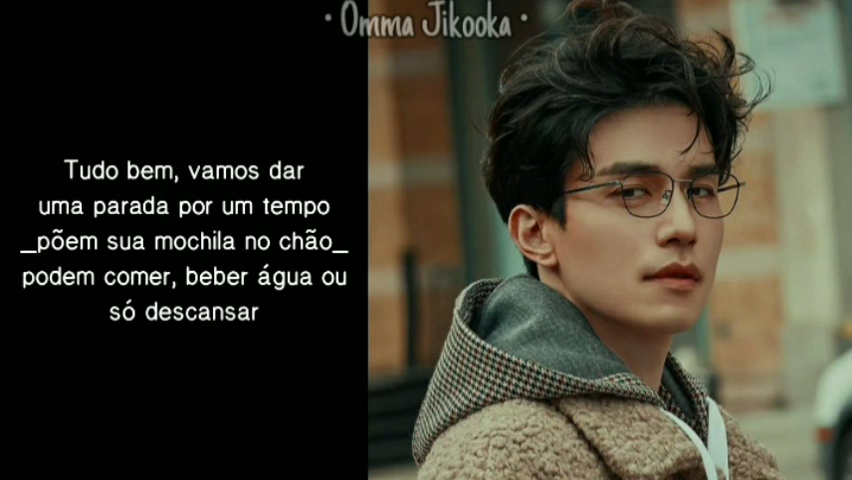 • Omma Jikooka •
Tudo bem, vamos dar
uma parada por um tempo
_põem sua mochila no chão_
podem comer, beber água ou
só descansar